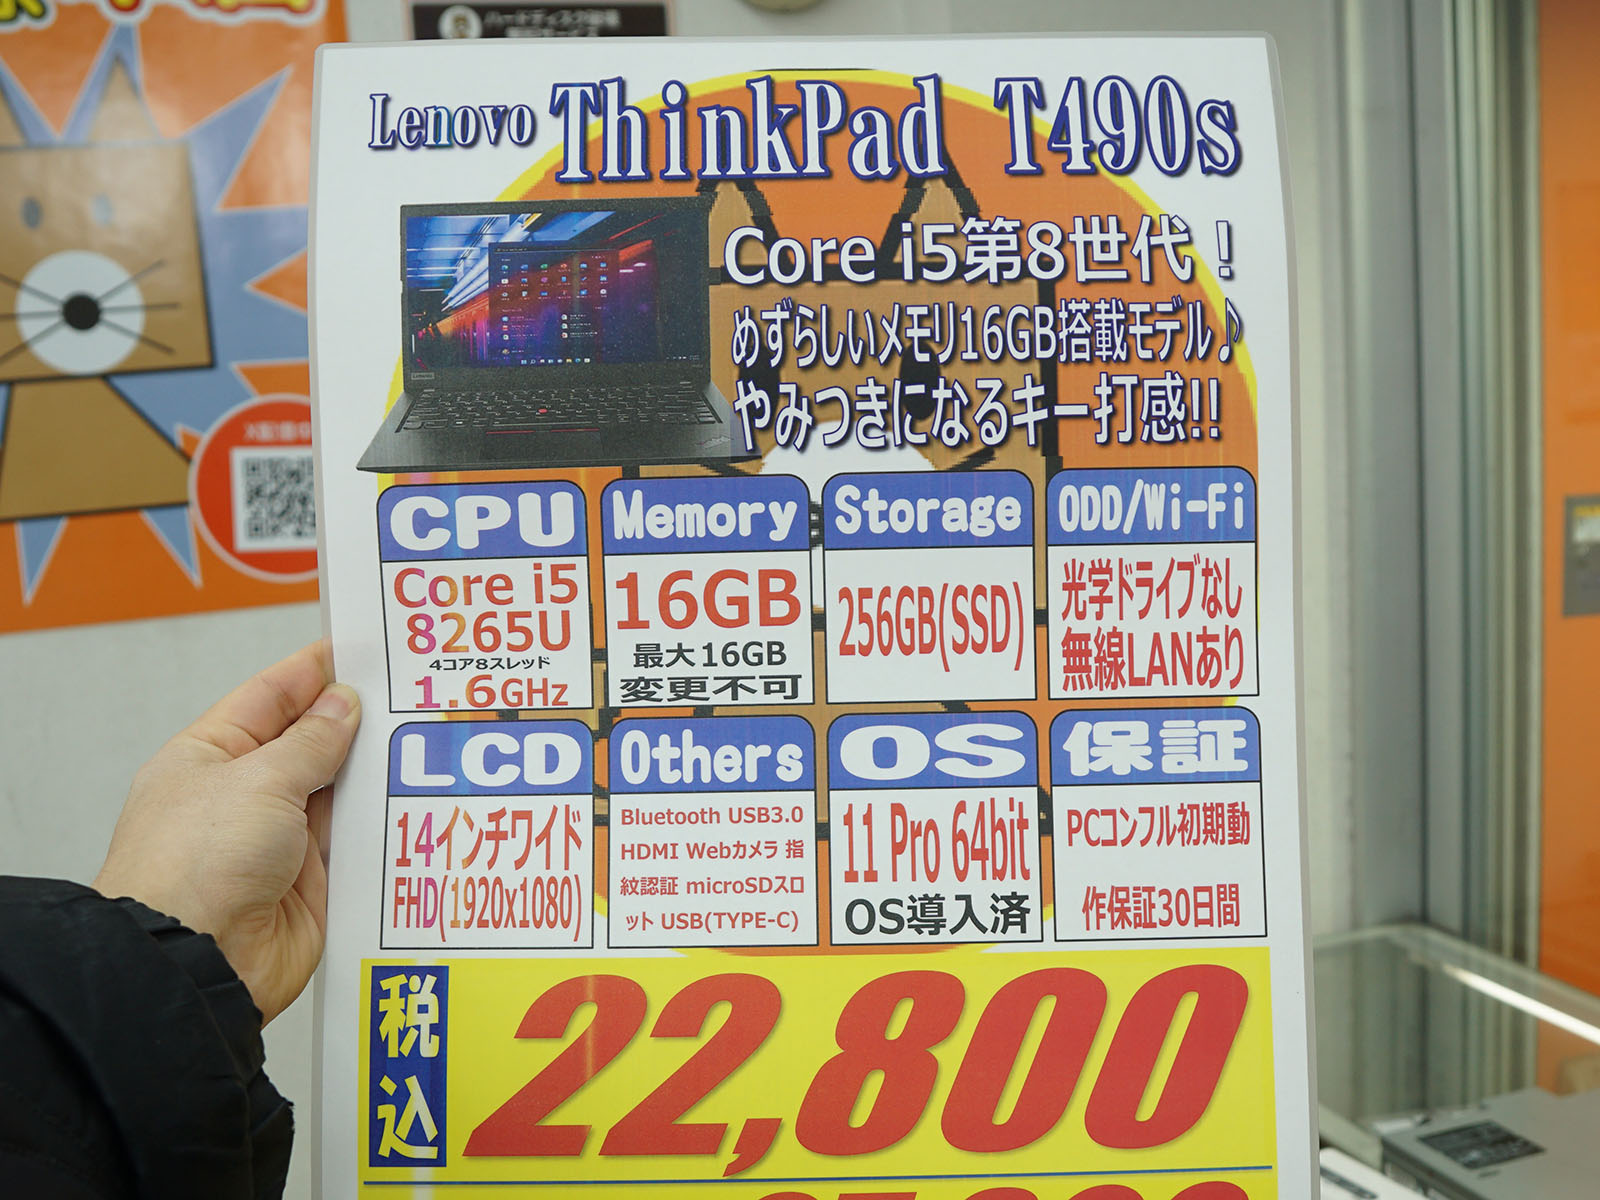 Lenovo ThinkPad T490s
Core i5第8世代！
めずらしいメモリ16GB搭載モデル♪
やみつきになるキー打感!!
CPU
Core i5
8265U
4コア8スレッド
1.6GHz
Memory
16GB
最大16GB
変更不可
Storage
256GB(SSD)
ODD/Wi-Fi
光学ドライブなし
無線LANあり
LCD
14インチワイド
FHD(1920x1080)
Others
Bluetooth USB3.0
HDMI Webカメラ 指
紋認証 microSDスロ
ット USB(TYPE-C)
OS
11 Pro 64bit
OS導入済
保証
PCコンフル初期動
作保証30日間
税込
22,800